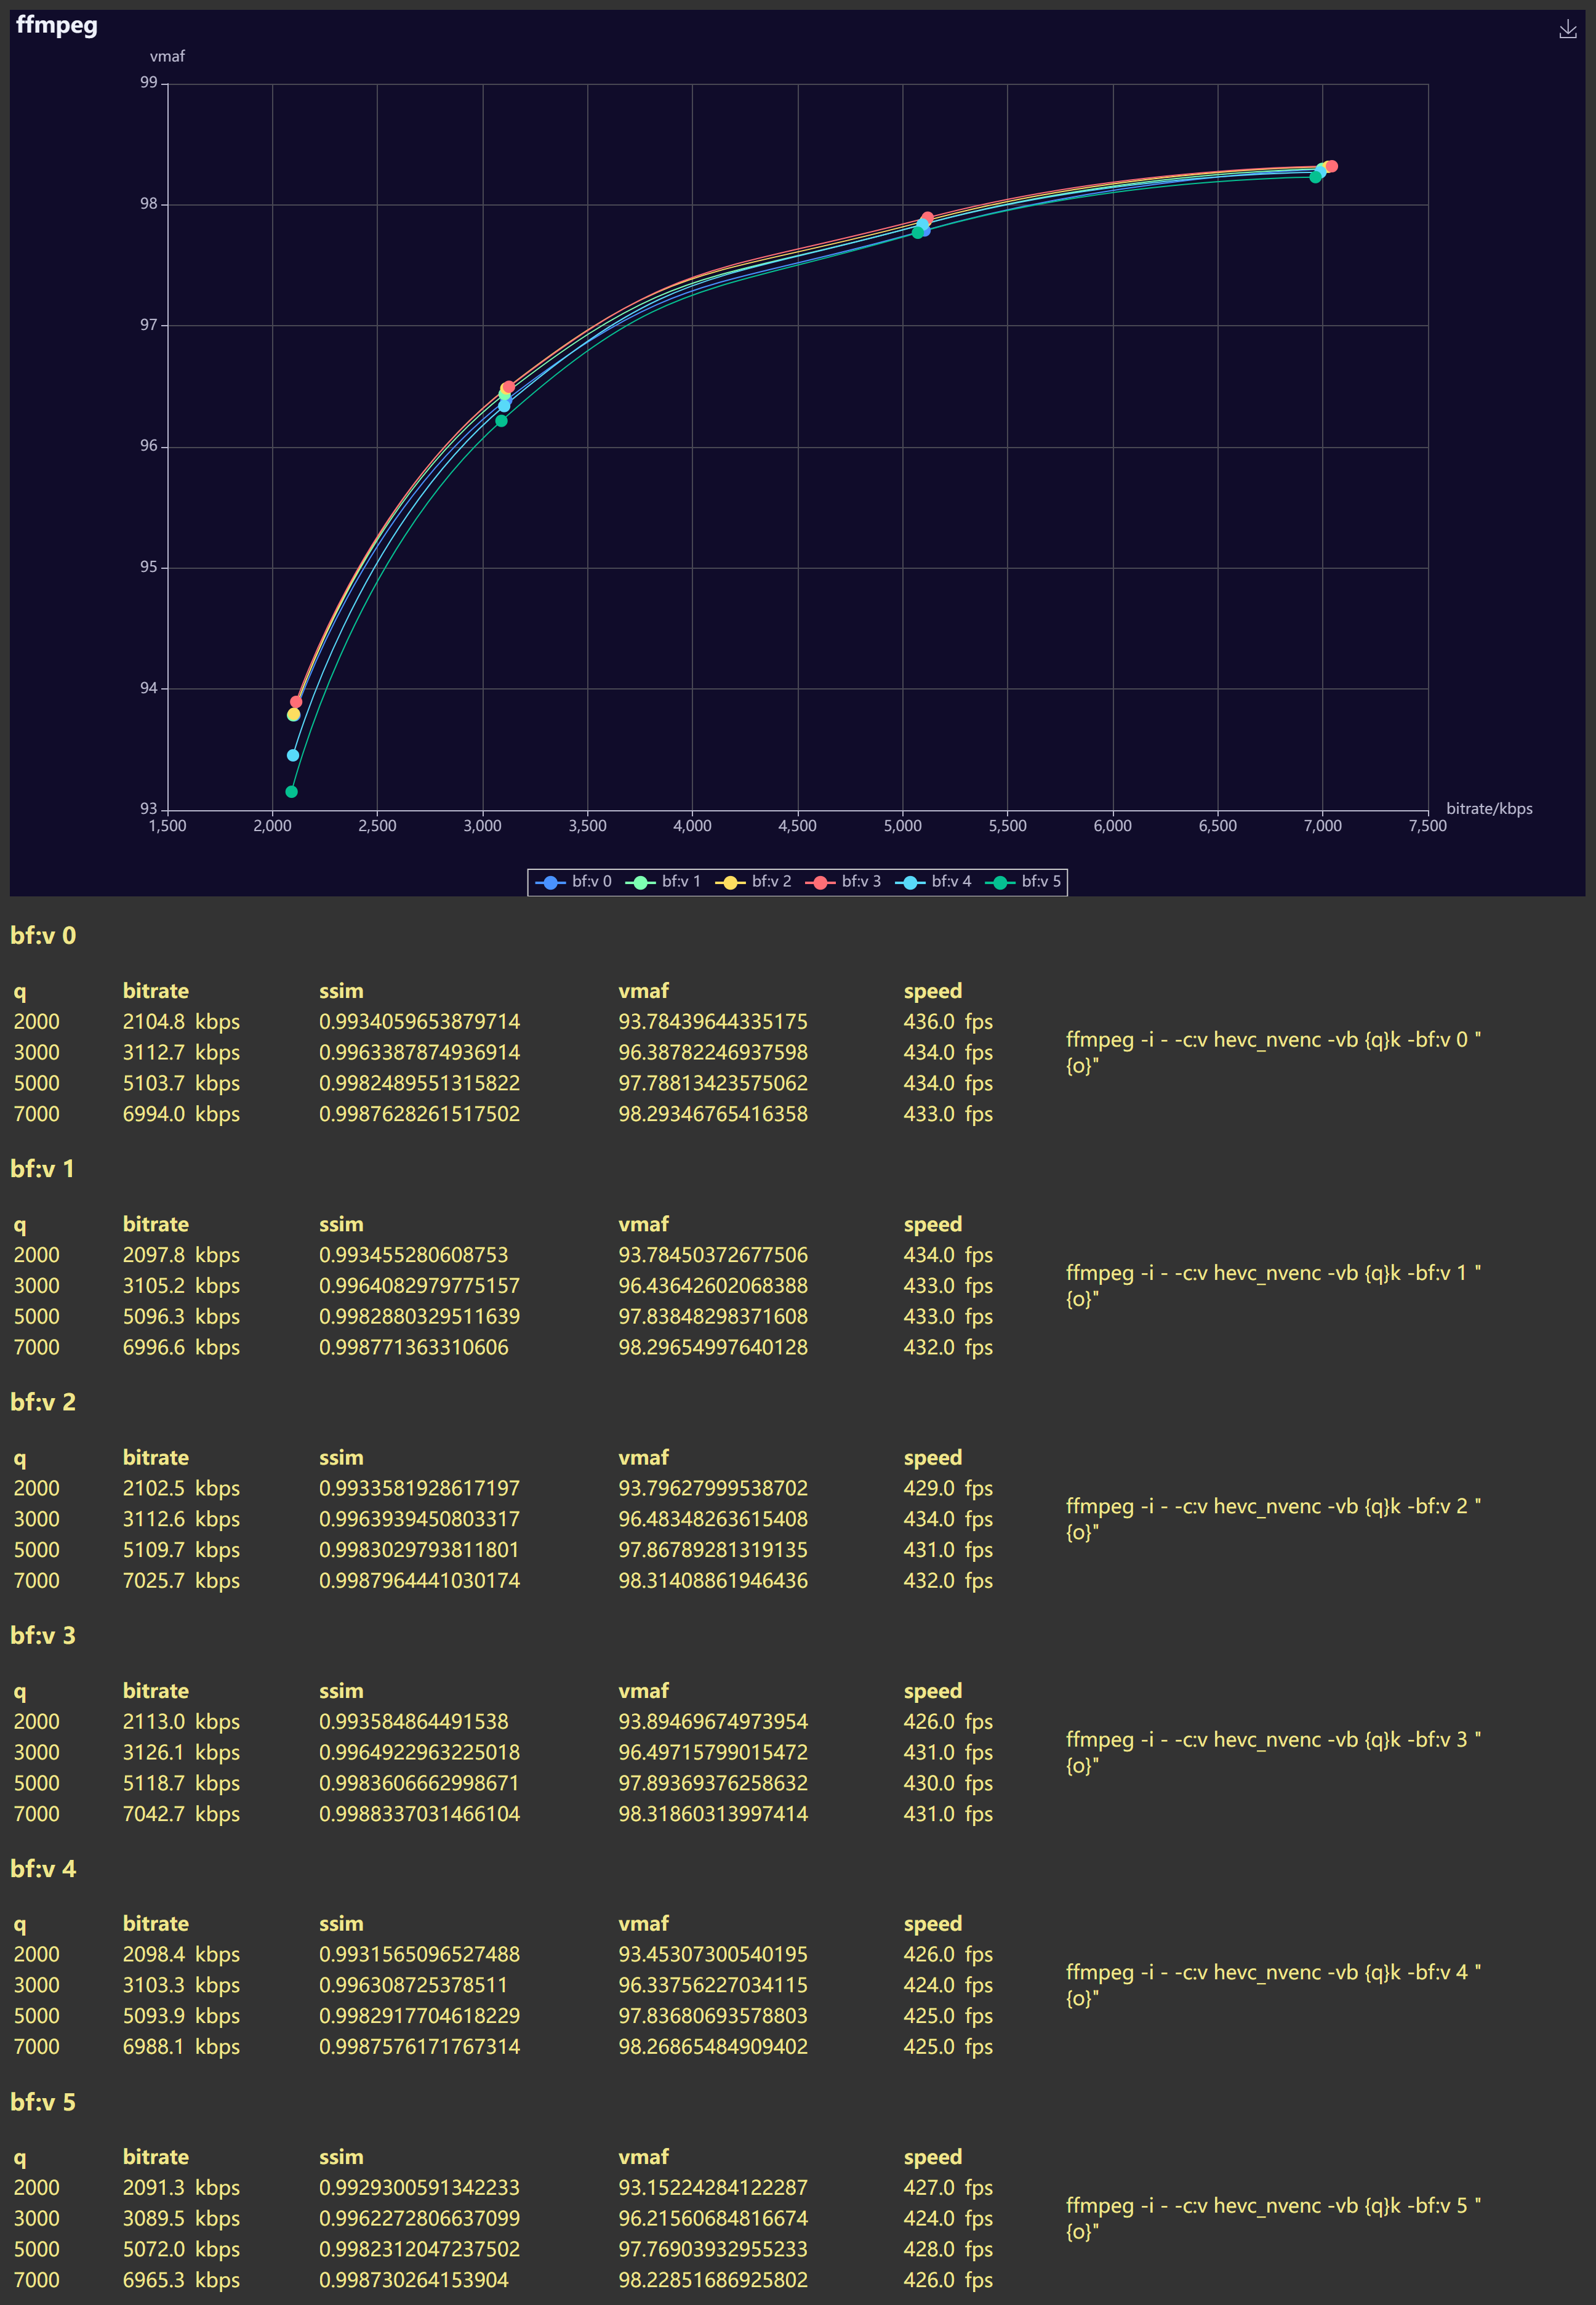 ffmpeg
vmaf
99
98
97
96
95
94
93
1,500 2,000 2,500 3,000 3,500 4,000 4,500 5,000 5,500 6,000 6,500 7,000 7,500
bitrate/kbps
bf:v 0 bf:v 1 bf:v 2 bf:v 3 bf:v 4 bf:v 5
bf:v 0
q bitrate ssim vmaf speed
2000 2104.8 kbps 0.9934059653879714 93.78439644335175 436.0 fps
3000 3112.7 kbps 0.9963387874936914 96.38782246937598 434.0 fps
5000 5103.7 kbps 0.9982489551315822 97.78813423575062 434.0 fps
7000 6994.0 kbps 0.9987628261517502 98.29346765416358 433.0 fps
ffmpeg -i - -c:v hevc_nvenc -vb {q}k -bf:v 0 "
{o}"
bf:v 1
q bitrate ssim vmaf speed
2000 2097.8 kbps 0.993455280608753 93.78450372677506 434.0 fps
3000 3105.2 kbps 0.9964082979775157 96.43642602068388 433.0 fps
5000 5096.3 kbps 0.9982880329511639 97.83848298371608 433.0 fps
7000 6996.6 kbps 0.998771363310606 98.29654997640128 432.0 fps
ffmpeg -i - -c:v hevc_nvenc -vb {q}k -bf:v 1 "
{o}"
bf:v 2
q bitrate ssim vmaf speed
2000 2102.5 kbps 0.9933581928617197 93.79627999538702 429.0 fps
3000 3112.6 kbps 0.9963939450803317 96.48348263615408 434.0 fps
5000 5109.7 kbps 0.9983029793811801 97.86789281319135 431.0 fps
7000 7025.7 kbps 0.9987964441030174 98.31408861946436 432.0 fps
ffmpeg -i - -c:v hevc_nvenc -vb {q}k -bf:v 2 "
{o}"
bf:v 3
q bitrate ssim vmaf speed
2000 2113.0 kbps 0.993584864491538 93.89469674973954 426.0 fps
3000 3126.1 kbps 0.9964922963225018 96.49715799015472 431.0 fps
5000 5118.7 kbps 0.9983606662998671 97.89369376258632 430.0 fps
7000 7042.7 kbps 0.9988337031466104 98.31860313997414 431.0 fps
ffmpeg -i - -c:v hevc_nvenc -vb {q}k -bf:v 3 "
{o}"
bf:v 4
q bitrate ssim vmaf speed
2000 2098.4 kbps 0.9931565096527488 93.45307300540195 426.0 fps
3000 3103.3 kbps 0.996308725378511 96.33756227034115 424.0 fps
5000 5093.9 kbps 0.9982917704618229 97.83680693578803 425.0 fps
7000 6988.1 kbps 0.9987576171767314 98.26865484909402 425.0 fps
ffmpeg -i - -c:v hevc_nvenc -vb {q}k -bf:v 4 "
{o}"
bf:v 5
q bitrate ssim vmaf speed
2000 2091.3 kbps 0.9929300591342233 93.15224284122287 427.0 fps
3000 3089.5 kbps 0.9962272806637099 96.21560684816674 424.0 fps
5000 5072.0 kbps 0.9982312047237502 97.76903932955233 428.0 fps
7000 6965.3 kbps 0.998730264153904 98.22851686925802 426.0 fps
ffmpeg -i - -c:v hevc_nvenc -vb {q}k -bf:v 5 "
{o}"